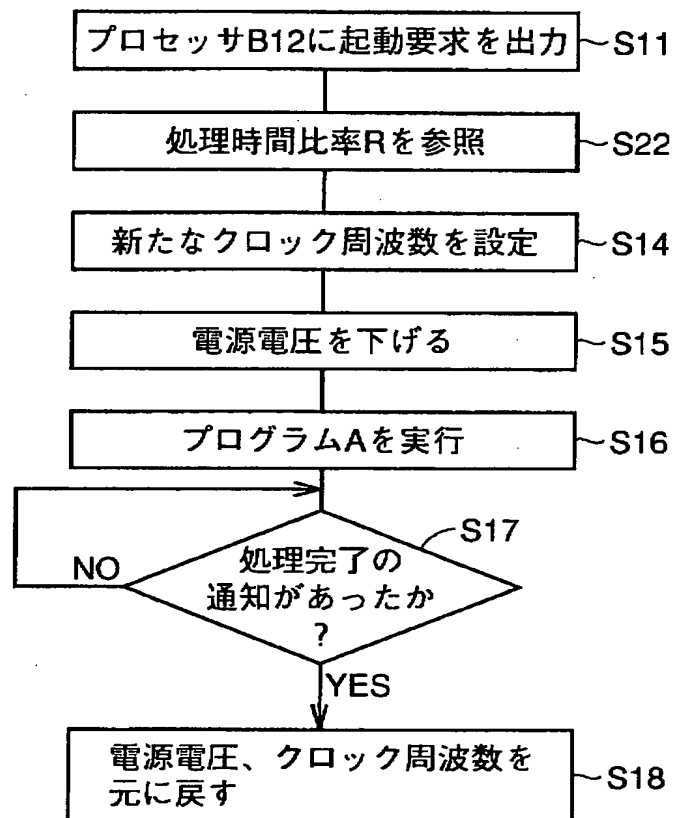 プロセッサB12に起動要求を出力 S11
処理時間比率Rを参照 S22
新たなクロック周波数を設定 S14
電源電圧を下げる S15
プログラムAを実行 S16
S17
処理完了の
NO 通知があったか
?
YES
電源電圧、クロック周波数を
元に戻す S18